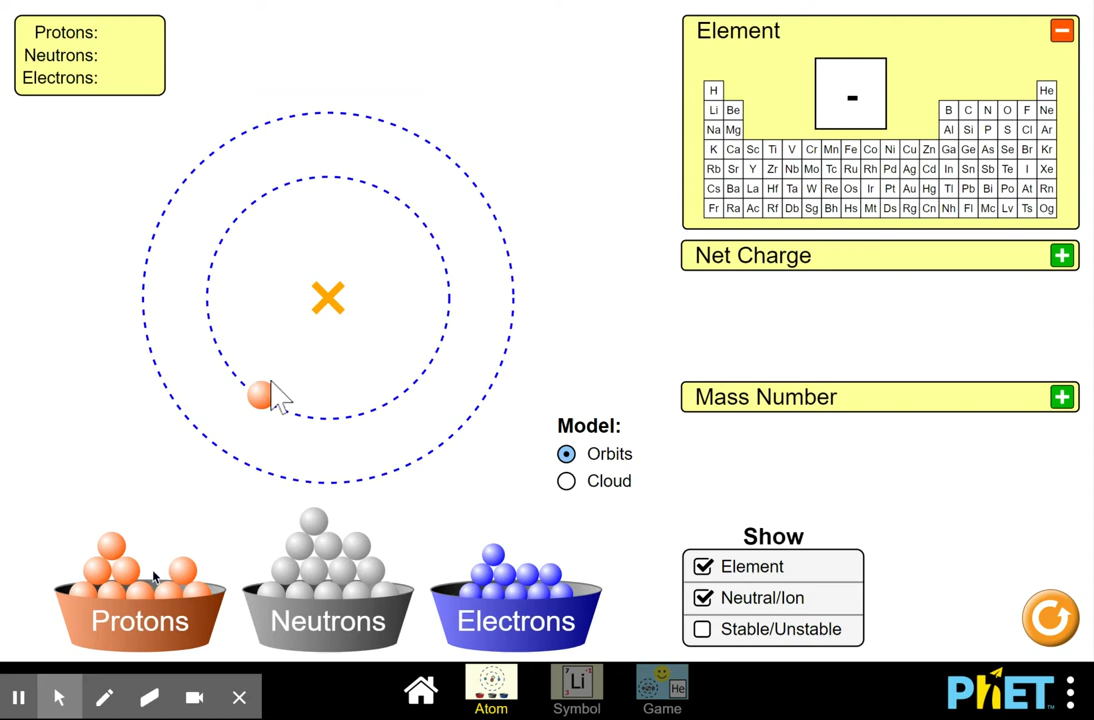 Protons:
Neutrons:
Electrons:
Element
-
H He
Li Be B C N O F Ne
Na Mg Al Si P S Cl Ar
K Ca Sc Ti V Cr Mn Fe Co Ni Cu Zn Ga Ge As Se Br Kr
Rb Sr Y Zr Nb Mo Tc Ru Rh Pd Ag Cd In Sn Sb Te I Xe
Cs Ba La Hf Ta W Re Os Ir Pt Au Hg Tl Pb Bi Po At Rn
Fr Ra Ac Rf Db Sg Bh Hs Mt Ds Rg Cn Nh Fl Mc Lv Ts Og
Net Charge
Mass Number
Model:
Orbits
Cloud
Show
Element
Neutral/Ion
Stable/Unstable
Protons
Neutrons
Electrons
7 -1
Li
3
He
Atom
Symbol
Game
PhET